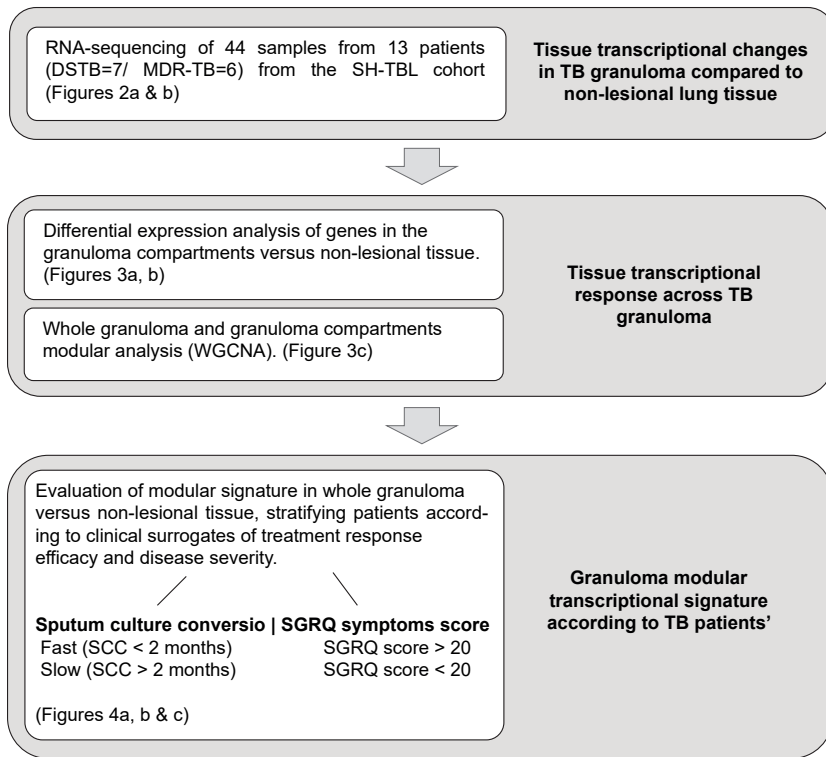 RNA-sequencing of 44 samples from 13 patients
(DSTB=7/ MDR-TB=6) from the SH-TBL cohort
(Figures 2a & b)
Tissue transcriptional changes
in TB granuloma compared to
non-lesional lung tissue
Differential expression analysis of genes in the
granuloma compartments versus non-lesional tissue.
(Figures 3a, b)
Whole granuloma and granuloma compartments
modular analysis (WGCNA). (Figure 3c)
Tissue transcriptional
response across TB
granuloma
Evaluation of modular signature in whole granuloma
versus non-lesional tissue, stratifying patients accord-
ing to clinical surrogates of treatment response
efficacy and disease severity.
Sputum culture conversio | SGRQ symptoms score
Fast (SCC < 2 months) SGRQ score > 20
Slow (SCC > 2 months) SGRQ score < 20
(Figures 4a, b & c)
Granuloma modular
transcriptional signature
according to TB patients’